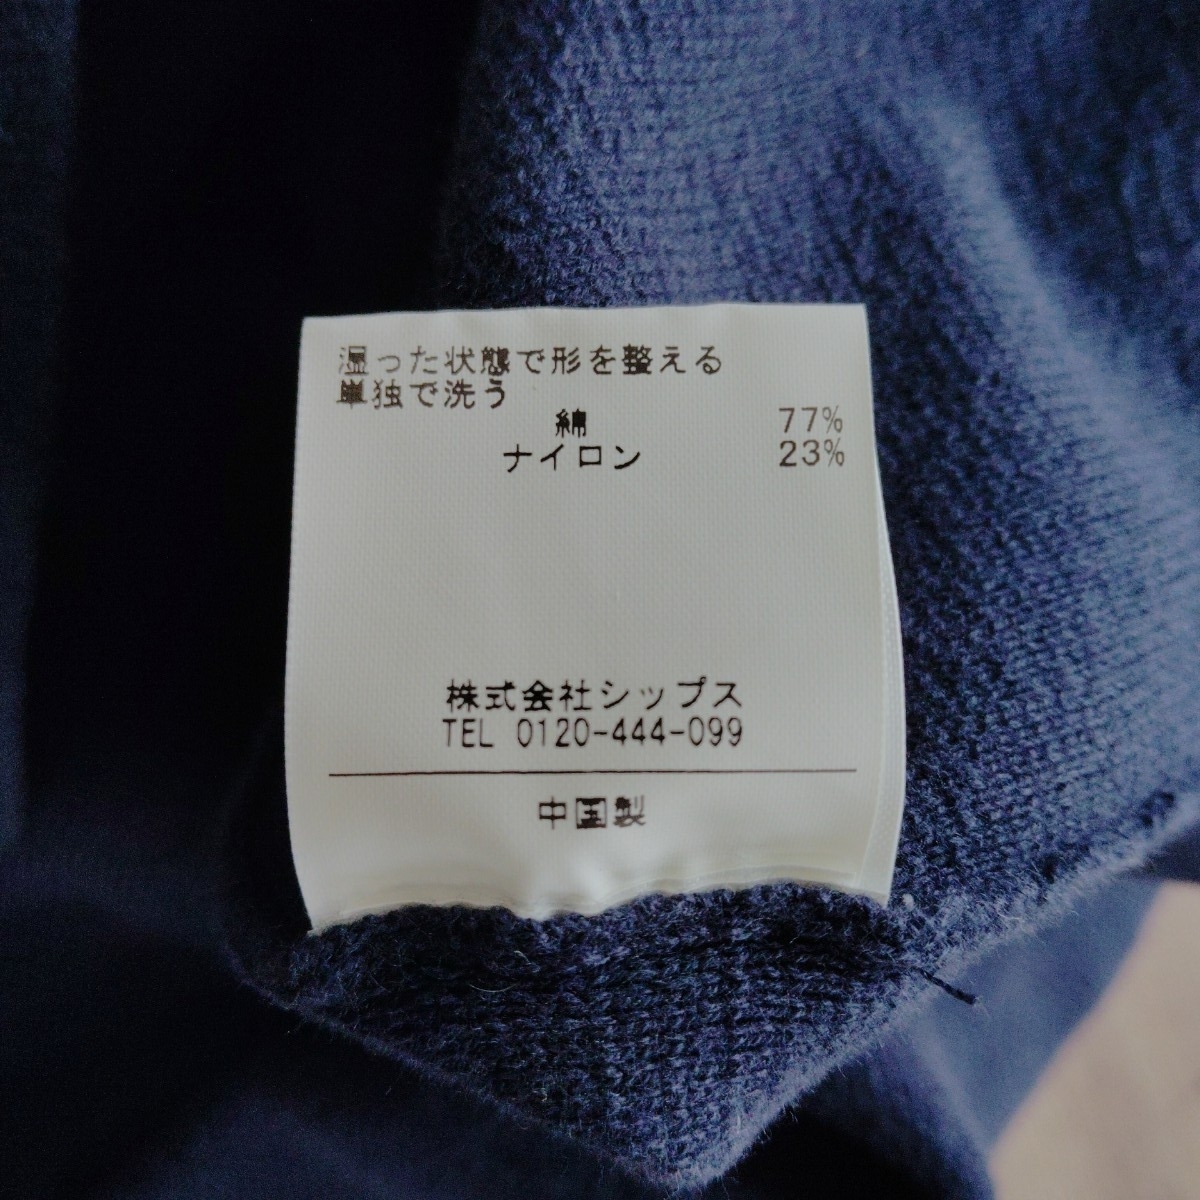 湿った状態で形を整える
単独で洗う
綿 77%
ナイロン 23%
株式会社シップス
TEL 0120-444-099
中国製